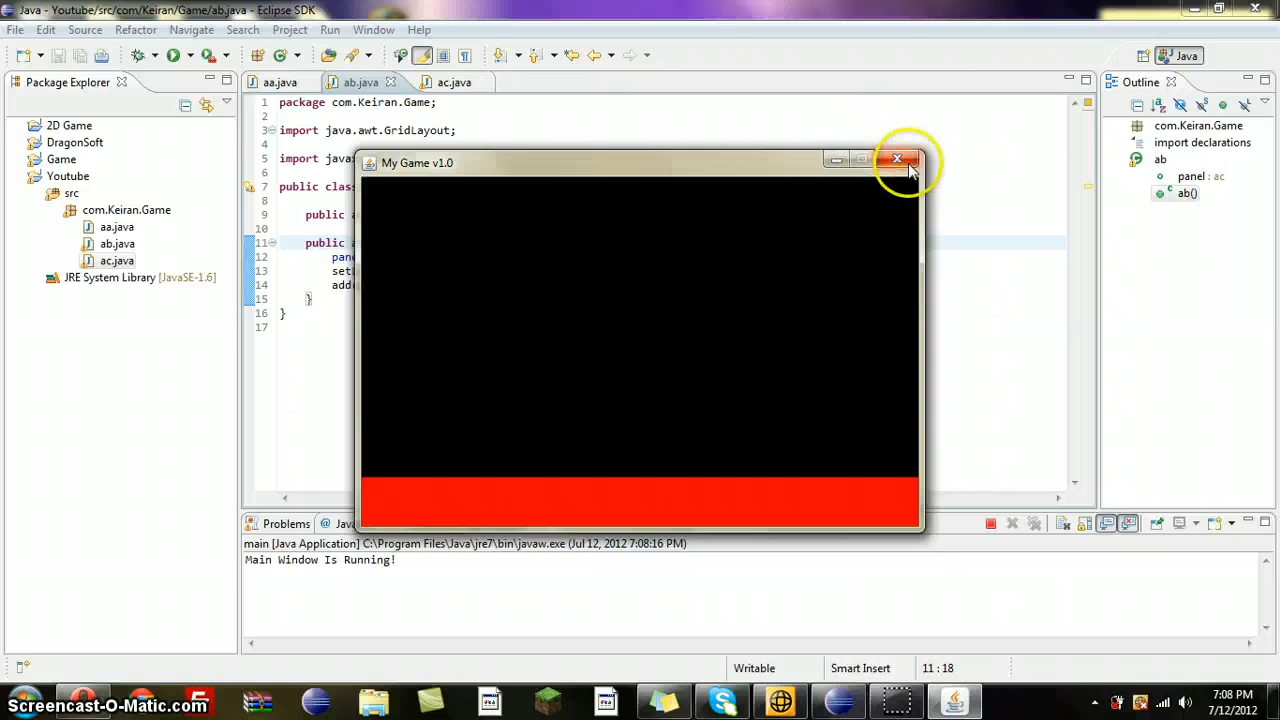 Java - Youtube/src/com/Keiran/Game/ab.java - Eclipse SDK
File Edit Source Refactor Navigate Search Project Run Window Help
Java
Package Explorer
aa.java
ab.java
ac.java
Outline
2D Game
DragonSoft
Game
Youtube
src
com.Keiran.Game
aa.java
ab.java
ac.java
JRE System Library [JavaSE-1.6]
1 package com.Keiran.Game;
2
3 import java.awt.GridLayout;
4
5 import java
6
7 public class
8
9 public a
10
11 public a
12 pane
13 set
14 add
15 }
16 }
17
My Game v1.0
com.Keiran.Game
import declarations
ab
panel : ac
ab()
Problems @ Java
main [Java Application] C:\Program Files\Java\jre7\bin\javaw.exe (Jul 12, 2012 7:08:16 PM)
Main Window Is Running!
Writable Smart Insert 11 : 18
Screencast-O-Matic.com
5
7:08 PM
7/12/2012